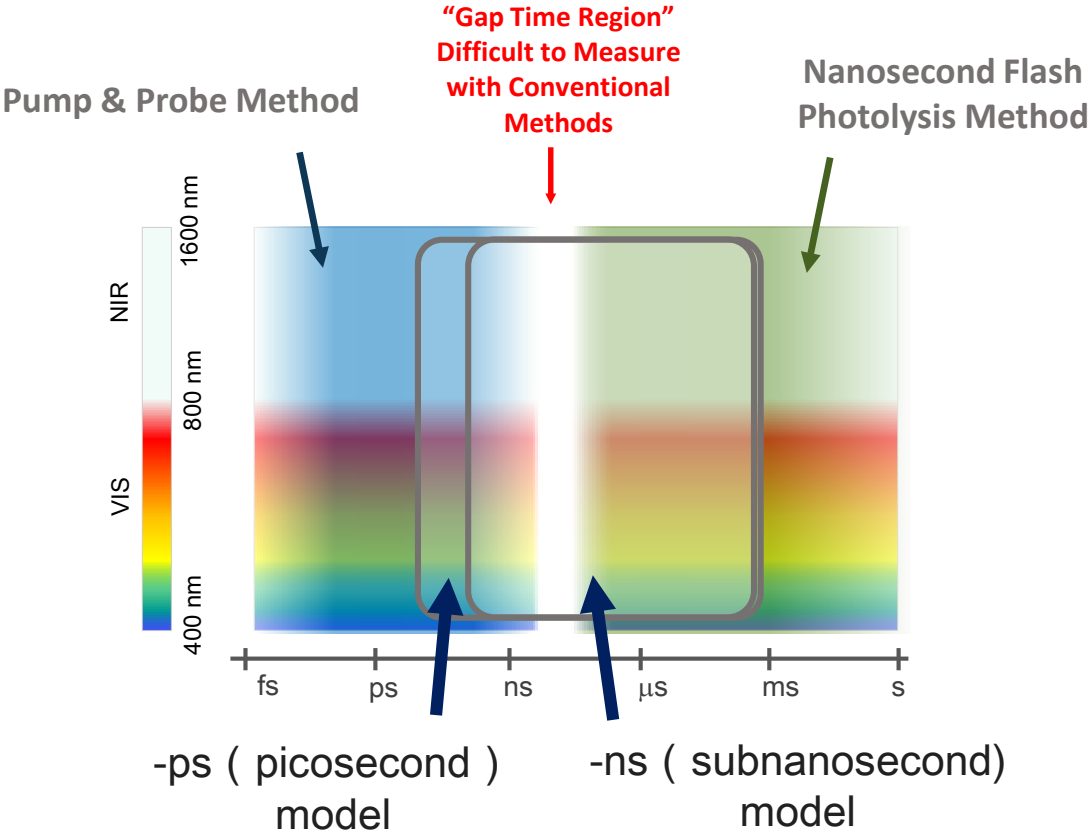 “Gap Time Region”
Difficult to Measure
with Conventional
Methods
Pump & Probe Method
Nanosecond Flash
Photolysis Method
1600 nm
NIR
800 nm
VIS
400 nm
fs
ps
ns
μs
ms
s
-ps ( picosecond )
model
-ns ( subnanosecond)
model